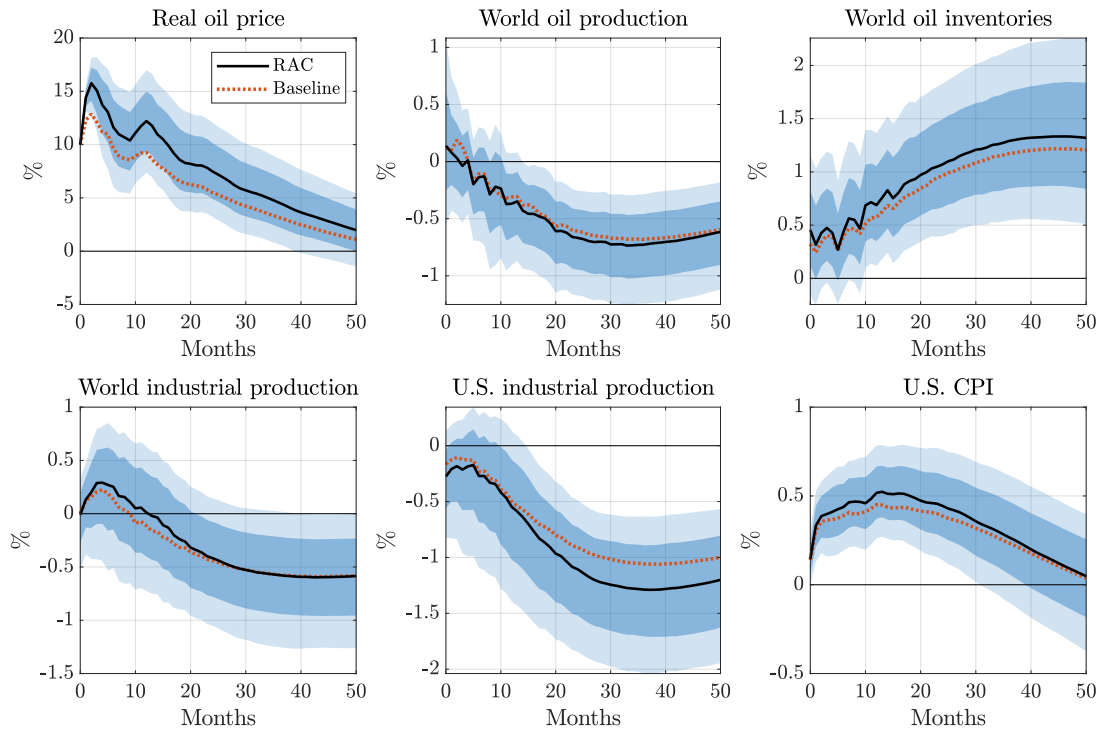 Real oil price
World oil production
World oil inventories
20
15
10
5
0
-5
%
0 10 20 30 40 50
Months
RAC
Baseline
1
0.5
0
-0.5
-1
%
0 10 20 30 40 50
Months
2
1.5
1
0.5
0
%
0 10 20 30 40 50
Months
World industrial production
U.S. industrial production
U.S. CPI
1
0.5
0
-0.5
-1
-1.5
%
0 10 20 30 40 50
Months
0
-0.5
-1
-1.5
-2
%
0 10 20 30 40 50
Months
1
0.5
0
-0.5
%
0 10 20 30 40 50
Months